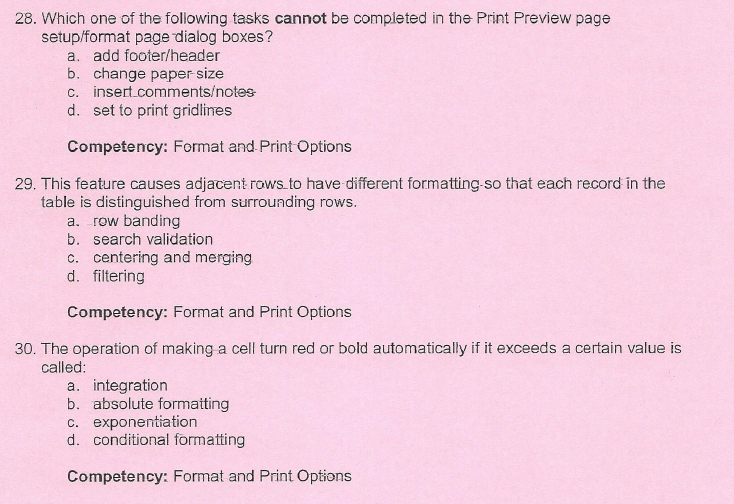 28. Which one of the following tasks cannot be completed in the Print Preview page
setup/format page dialog boxes?
a. add footer/header
b. change paper size
c. insert comments/notes
d. set to print gridlines
Competency: Format and Print Options
29. This feature causes adjacent rows to have different formatting so that each record in the
table is distinguished from surrounding rows.
a. row banding
b. search validation
c. centering and merging
d. filtering
Competency: Format and Print Options
30. The operation of making a cell turn red or bold automatically if it exceeds a certain value is
called:
a. integration
b. absolute formatting
c. exponentiation
d. conditional formatting
Competency: Format and Print Options